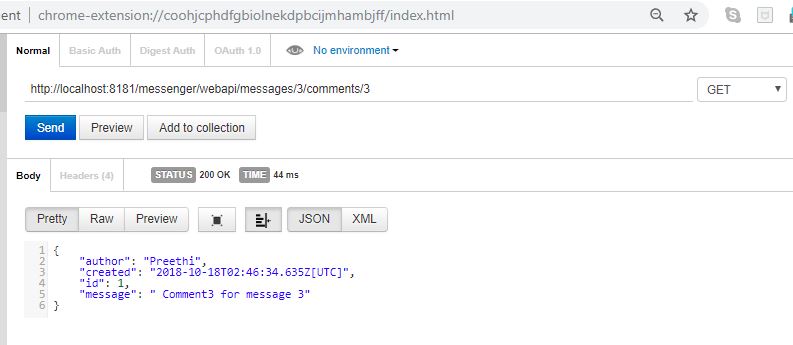 chrome-extension://coohjcphdfgbiolnekdpbcijmhambjff/index.html
Normal Basic Auth Digest Auth OAuth 1.0 No environment
http://localhost:8181/messenger/webapi/messages/3/comments/3 GET
Send Preview Add to collection
Body Headers (4) STATUS 200 OK TIME 44 ms
Pretty Raw Preview JSON XML
1 {
2 "author": "Preethi",
3 "created": "2018-10-18T02:46:34.635Z[UTC]",
4 "id": 1,
5 "message": " Comment3 for message 3"
6 }